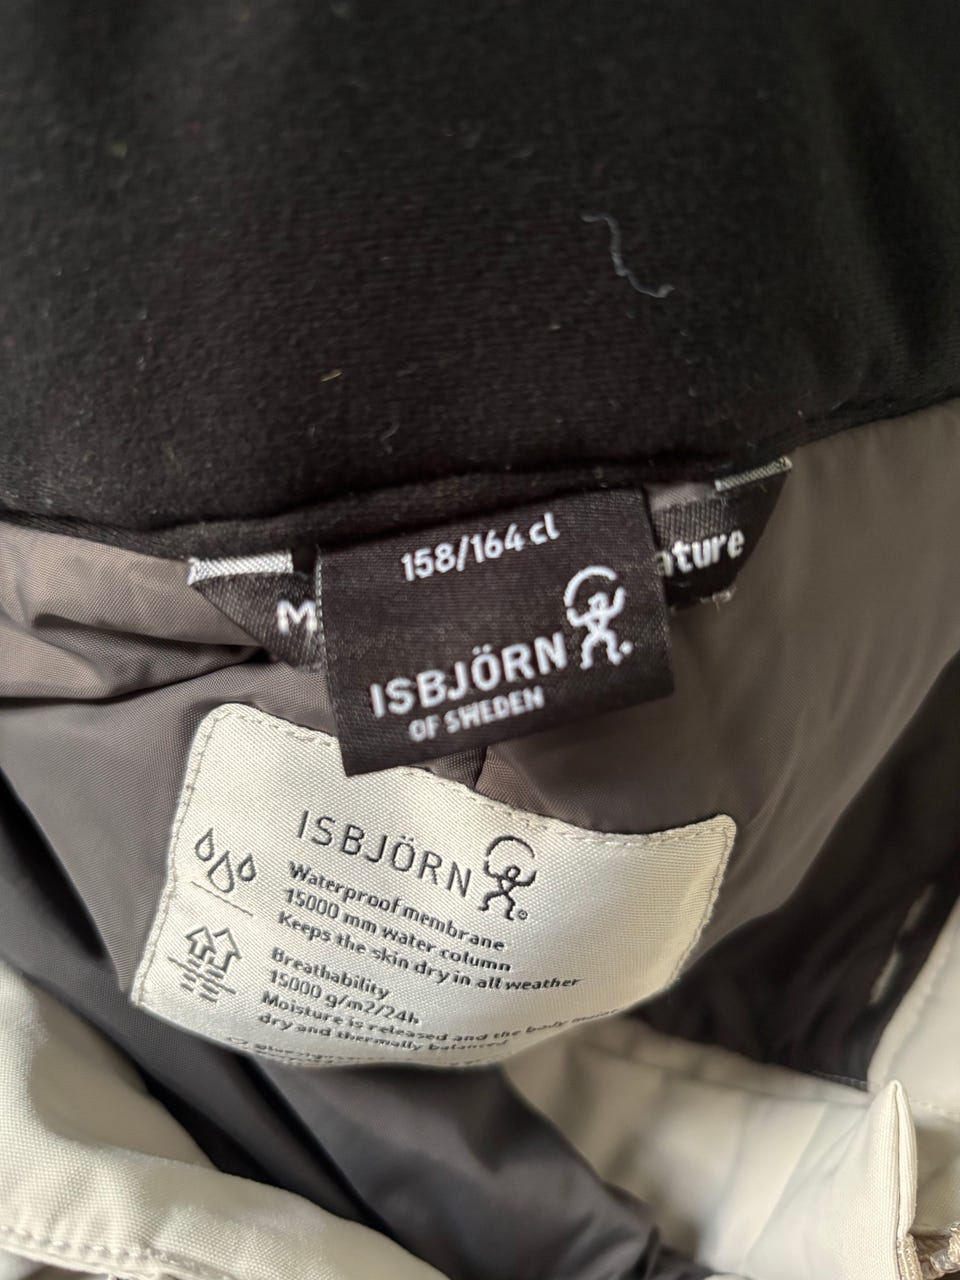 158/164 cl
ISBJÖRN
OF SWEDEN
ISBJÖRN
Waterproof membrane
15000 mm water column
Keeps the skin dry in all weather
Breathability
15000 g/m2/24h
Moisture is released and the body
dry and thermally balanced